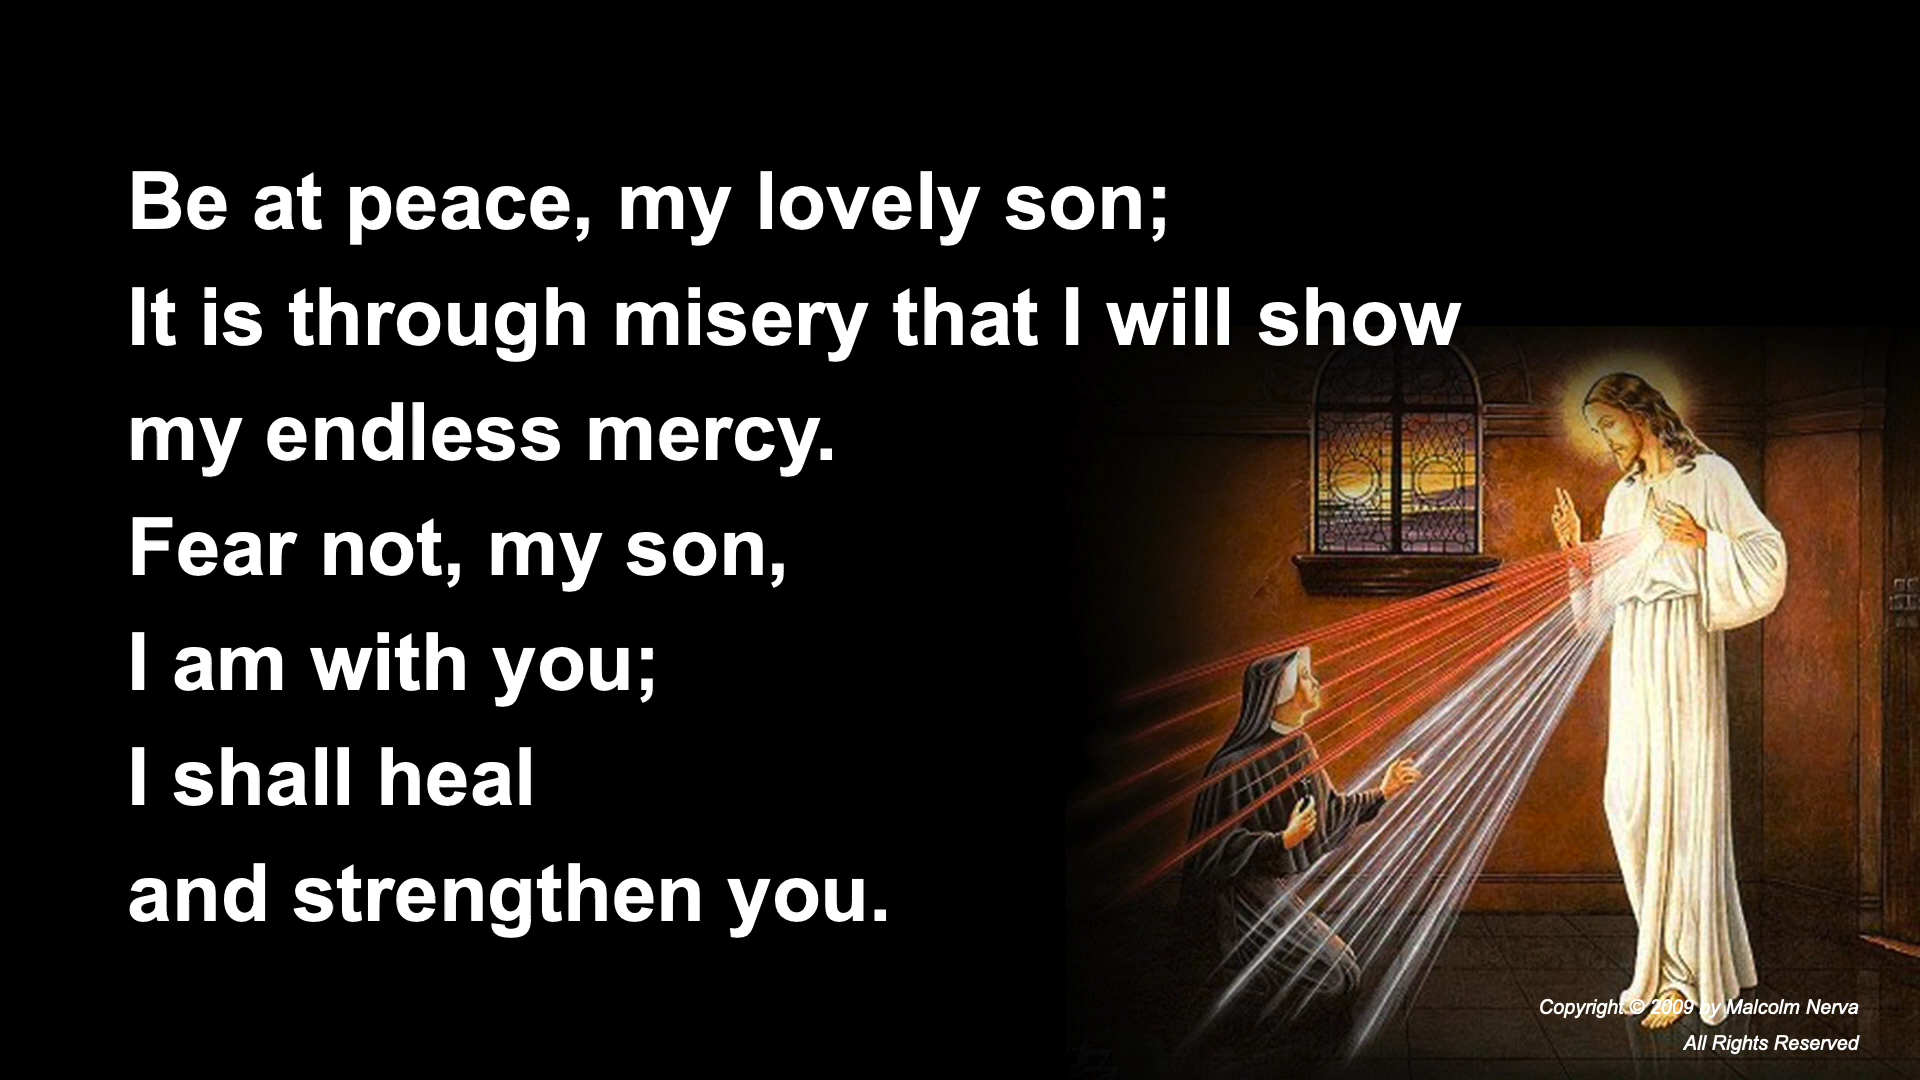 Be at peace, my lovely son;
It is through misery that I will show
my endless mercy.
Fear not, my son,
I am with you;
I shall heal
and strengthen you.
Copyright © 2009 by Malcolm Nerva
All Rights Reserved